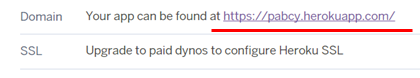 Domain Your app can be found at https://pabcy.herokuapp.com/
SSL Upgrade to paid dynos to configure Heroku SSL